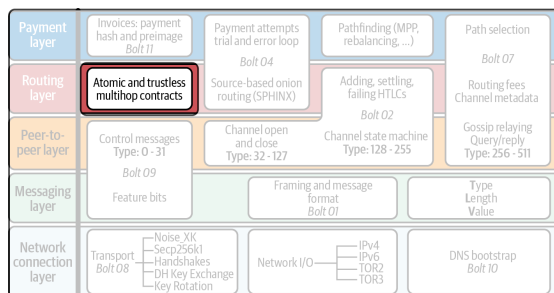 Payment
layer
Invoices: payment
hash and preimage
Bolt 11
Payment attempts
trial and error loop
Bolt 04
Source-based onion
routing (SPHINX)
Pathfinding (MPP,
rebalancing, ...)
Path selection
Bolt 07
Routing fees
Channel metadata
Gossip relaying
Query/reply
Type: 256 - 511
Routing
layer
Atomic and trustless
multihop contracts
Adding, settling,
failing HTLCs
Bolt 02
Channel state machine
Type: 128 - 255
Peer-to-
peer layer
Control messages
Type: 0 - 31
Bolt 09
Feature bits
Channel open
and close
Type: 32 - 127
Messaging
layer
Framing and message
format
Bolt 01
Type
Length
Value
Network
connection
layer
Transport
Bolt 08
Noise_XK
Secp256k1
Handshakes
DH Key Exchange
Key Rotation
Network I/O
IPv4
IPv6
TOR2
TOR3
DNS bootstrap
Bolt 10